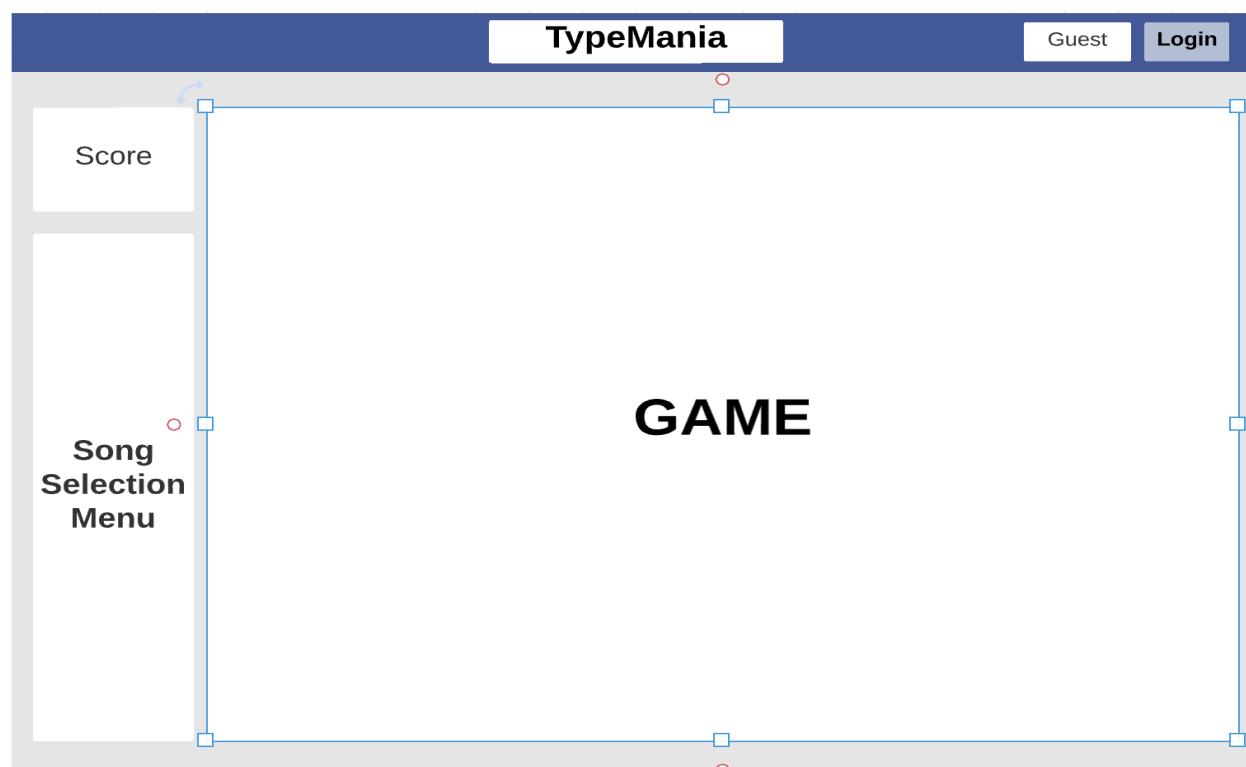 TypeMania
Guest
Login
Score
Song
Selection
Menu
GAME